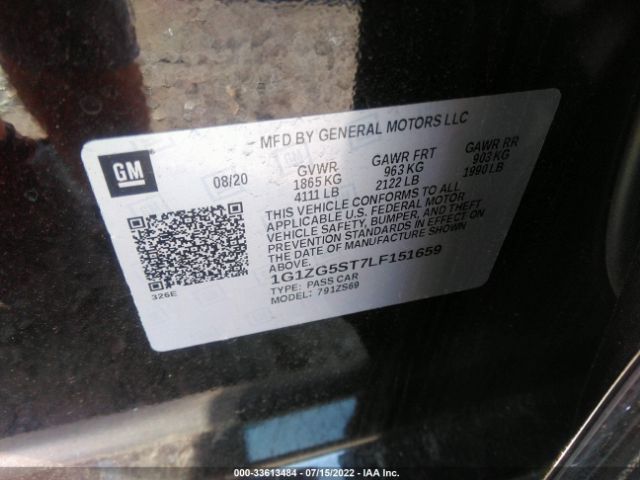 MFD BY GENERAL MOTORS LLC
GM
08/20
GVWR GAWR FRT GAWR RR
1865 KG 963 KG 903 KG
4111 LB 2122 LB 1990 LB
THIS VEHICLE CONFORMS TO ALL
APPLICABLE U.S. FEDERAL MOTOR
VEHICLE SAFETY, BUMPER, AND THEFT
PREVENTION STANDARDS IN EFFECT ON
THE DATE OF MANUFACTURE SHOWN
ABOVE.
1G1ZG5ST7LF151659
TYPE: PASS CAR
MODEL: 791ZS69
326E
000-33613484 - 07/15/2022 - IAA Inc.